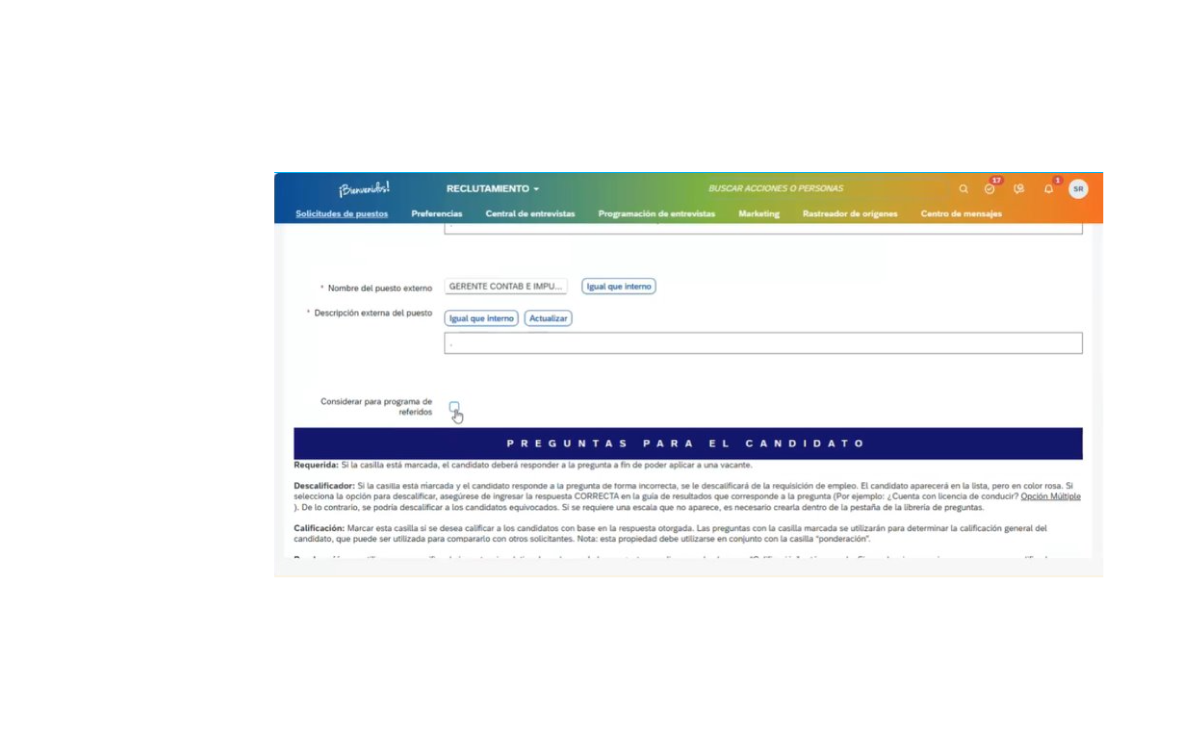 ¡Bienvenidos!
RECLUTAMIENTO
BUSCAR ACCIONES O PERSONAS
17
1
SR
Solicitudes de puestos Preferencias Central de entrevistas Programación de entrevistas Marketing Rastreador de orígenes Centro de mensajes
* Nombre del puesto externo GERENTE CONTAB E IMPU... Igual que interno
* Descripción externa del puesto Igual que interno Actualizar
.
Considerar para programa de
referidos
PREGUNTAS PARA EL CANDIDATO
Requerida: Si la casilla está marcada, el candidato deberá responder a la pregunta a fin de poder aplicar a una vacante.
Descalificador: Si la casilla esta marcada y el candidato responde a la pregunta de forma incorrecta, se le descalificará de la requisición de empleo. El candidato aparecerá en la lista, pero en color rosa. Si
selecciona la opción para descalificar, asegúrese de ingresar la respuesta CORRECTA en la guia de resultados que corresponde a la pregunta (Por ejemplo: ¿Cuenta con licencia de conducir? Opción Múltiple
). De lo contrario, se podría descalificar a los candidatos equivocados. Si se requiere una escala que no aparece, es necesario crearla dentro de la pestaña de la librería de preguntas.
Calificación: Marcar esta casilla si se desea calificar a los candidatos con base en la respuesta otorgada. Las preguntas con la casilla marcada se utilizarán para determinar la calificación general del
candidato, que puede ser utilizada para compararlo con otros solicitantes. Nota: esta propiedad debe utilizarse en conjunto con la casilla "ponderación".